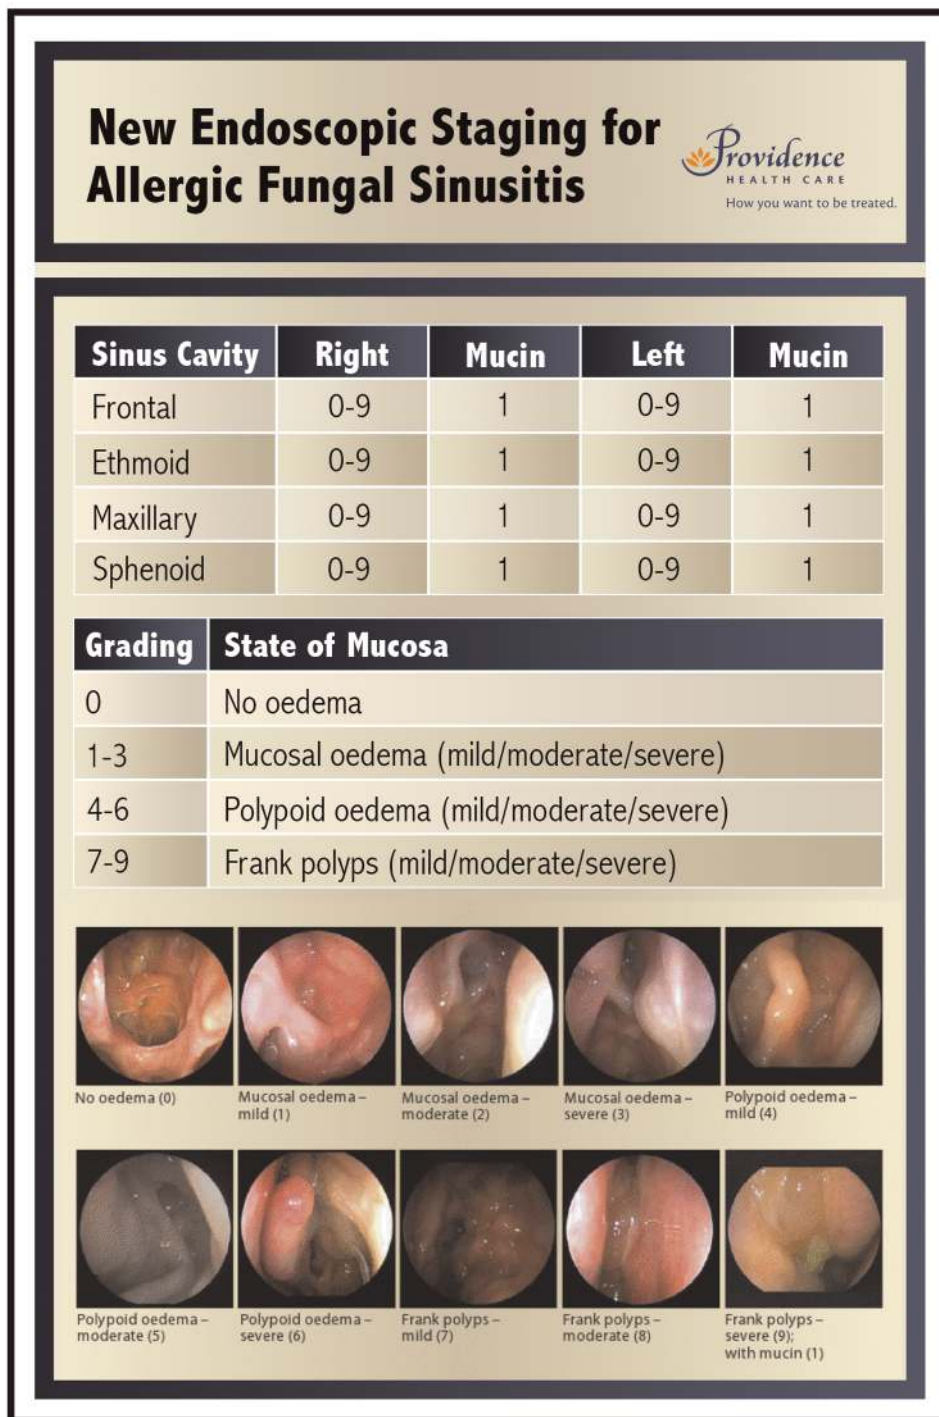 New Endoscopic Staging for
Allergic Fungal Sinusitis
Providence
HEALTH CARE
How you want to be treated.
Sinus Cavity Right Mucin Left Mucin
Frontal 0-9 1 0-9 1
Ethmoid 0-9 1 0-9 1
Maxillary 0-9 1 0-9 1
Sphenoid 0-9 1 0-9 1
Grading State of Mucosa
0 No oedema
1-3 Mucosal oedema (mild/moderate/severe)
4-6 Polypoid oedema (mild/moderate/severe)
7-9 Frank polyps (mild/moderate/severe)
No oedema (0)
Mucosal oedema –
mild (1)
Mucosal oedema –
moderate (2)
Mucosal oedema –
severe (3)
Polypoid oedema –
mild (4)
Polypoid oedema –
moderate (5)
Polypoid oedema –
severe (6)
Frank polyps –
mild (7)
Frank polyps –
moderate (8)
Frank polyps –
severe (9);
with mucin (1)